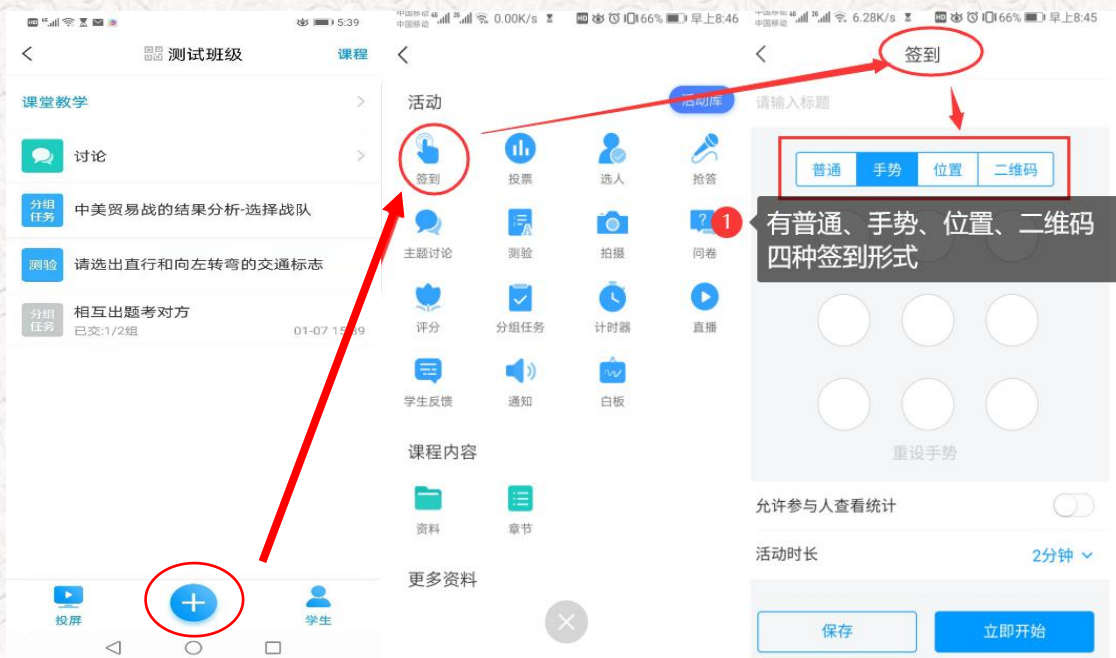 5:39
测试班级
课程
课堂教学
讨论
分组
任务
中美贸易战的结果分析-选择战队
测验
请选出直行和向左转弯的交通标志
分组
任务
相互出题考对方
已交:1/2组
投屏
学生
中国移动
0.00K/s
66%
早上8:46
活动
活动库
签到
投票
选人
抢答
主题讨论
测验
拍摄
问卷
评分
分组任务
计时器
直播
学生反馈
通知
白板
课程内容
资料
章节
更多资料
中国移动
6.28K/s
66%
早上8:45
签到
请输入标题
普通
手势
位置
二维码
1
有普通、手势、位置、二维码
四种签到形式
重设手势
允许参与人查看统计
活动时长
2分钟
保存
立即开始